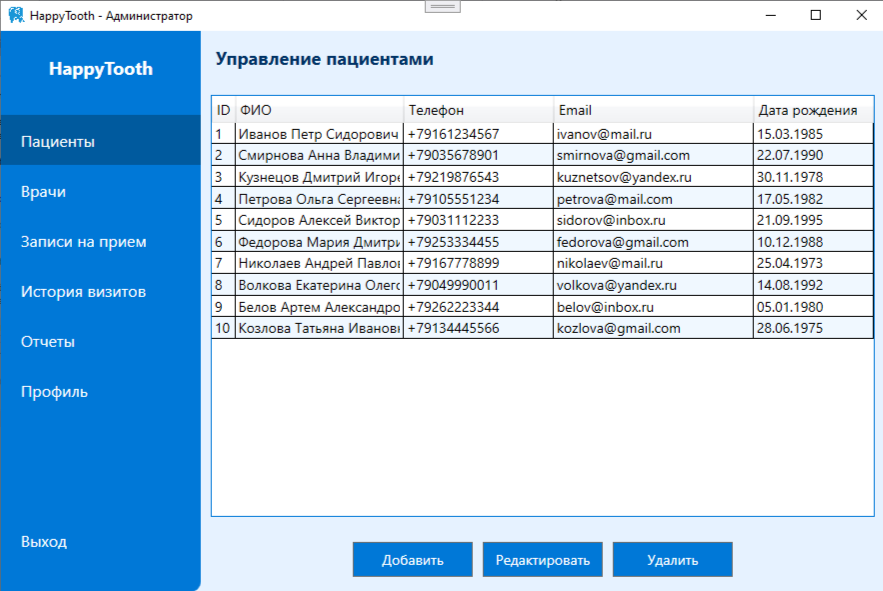 HappyTooth - Администратор
HappyTooth
Пациенты
Врачи
Записи на прием
История визитов
Отчеты
Профиль
Выход
Управление пациентами
ID ФИО Телефон Email Дата рождения
1 Иванов Петр Сидорович +79161234567 ivanov@mail.ru 15.03.1985
2 Смирнова Анна Владими +79035678901 smirnova@gmail.com 22.07.1990
3 Кузнецов Дмитрий Игоре +79219876543 kuznetsov@yandex.ru 30.11.1978
4 Петрова Ольга Сергеевна +79105551234 petrova@mail.com 17.05.1982
5 Сидоров Алексей Виктор +79031112233 sidorov@inbox.ru 21.09.1995
6 Федорова Мария Дмитри +79253334455 fedorova@gmail.com 10.12.1988
7 Николаев Андрей Павлов +79167778899 nikolaev@mail.ru 25.04.1973
8 Волкова Екатерина Олего +79049990011 volkova@yandex.ru 14.08.1992
9 Белов Артем Александро +79262223344 belov@inbox.ru 05.01.1980
10 Козлова Татьяна Ивановн +79134445566 kozlova@gmail.com 28.06.1975
Добавить Редактировать Удалить